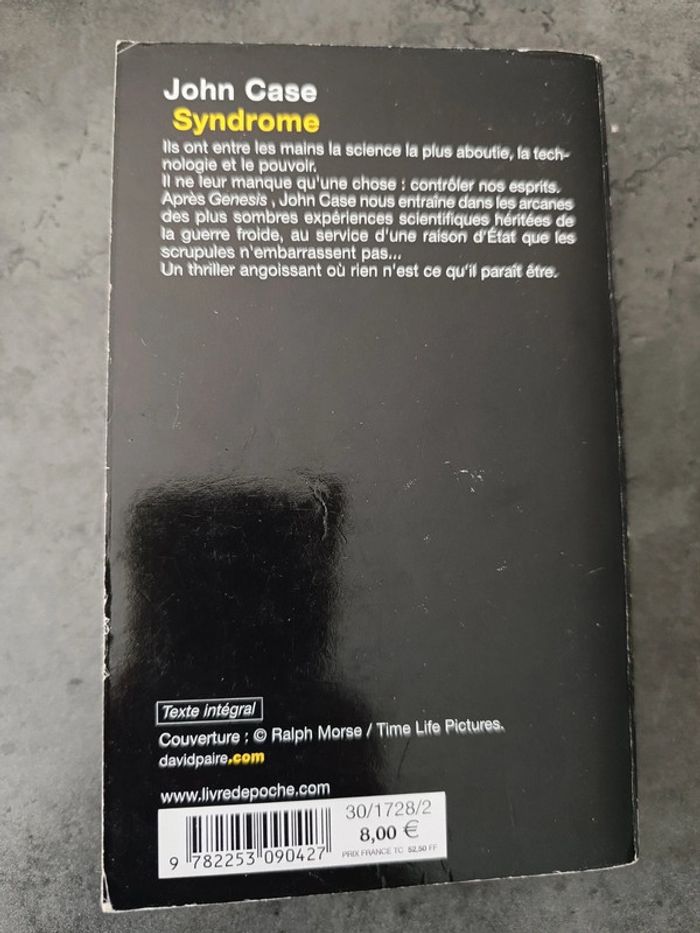 John Case
Syndrome
Ils ont entre les mains la science la plus aboutie, la tech-
nologie et le pouvoir.
Il ne leur manque qu'une chose : contrôler nos esprits.
Après Genesis , John Case nous entraîne dans les arcanes
des plus sombres expériences scientifiques héritées de
la guerre froide, au service d'une raison d'État que les
scrupules n'embarrassent pas...
Un thriller angoissant où rien n'est ce qu'il paraît être.
Texte intégral
Couverture : © Ralph Morse / Time Life Pictures.
davidpaire.com
www.livredepoche.com
30/1728/2
8,00 €
PRIX FRANCE TC 52,50 FF
9 782253 090427